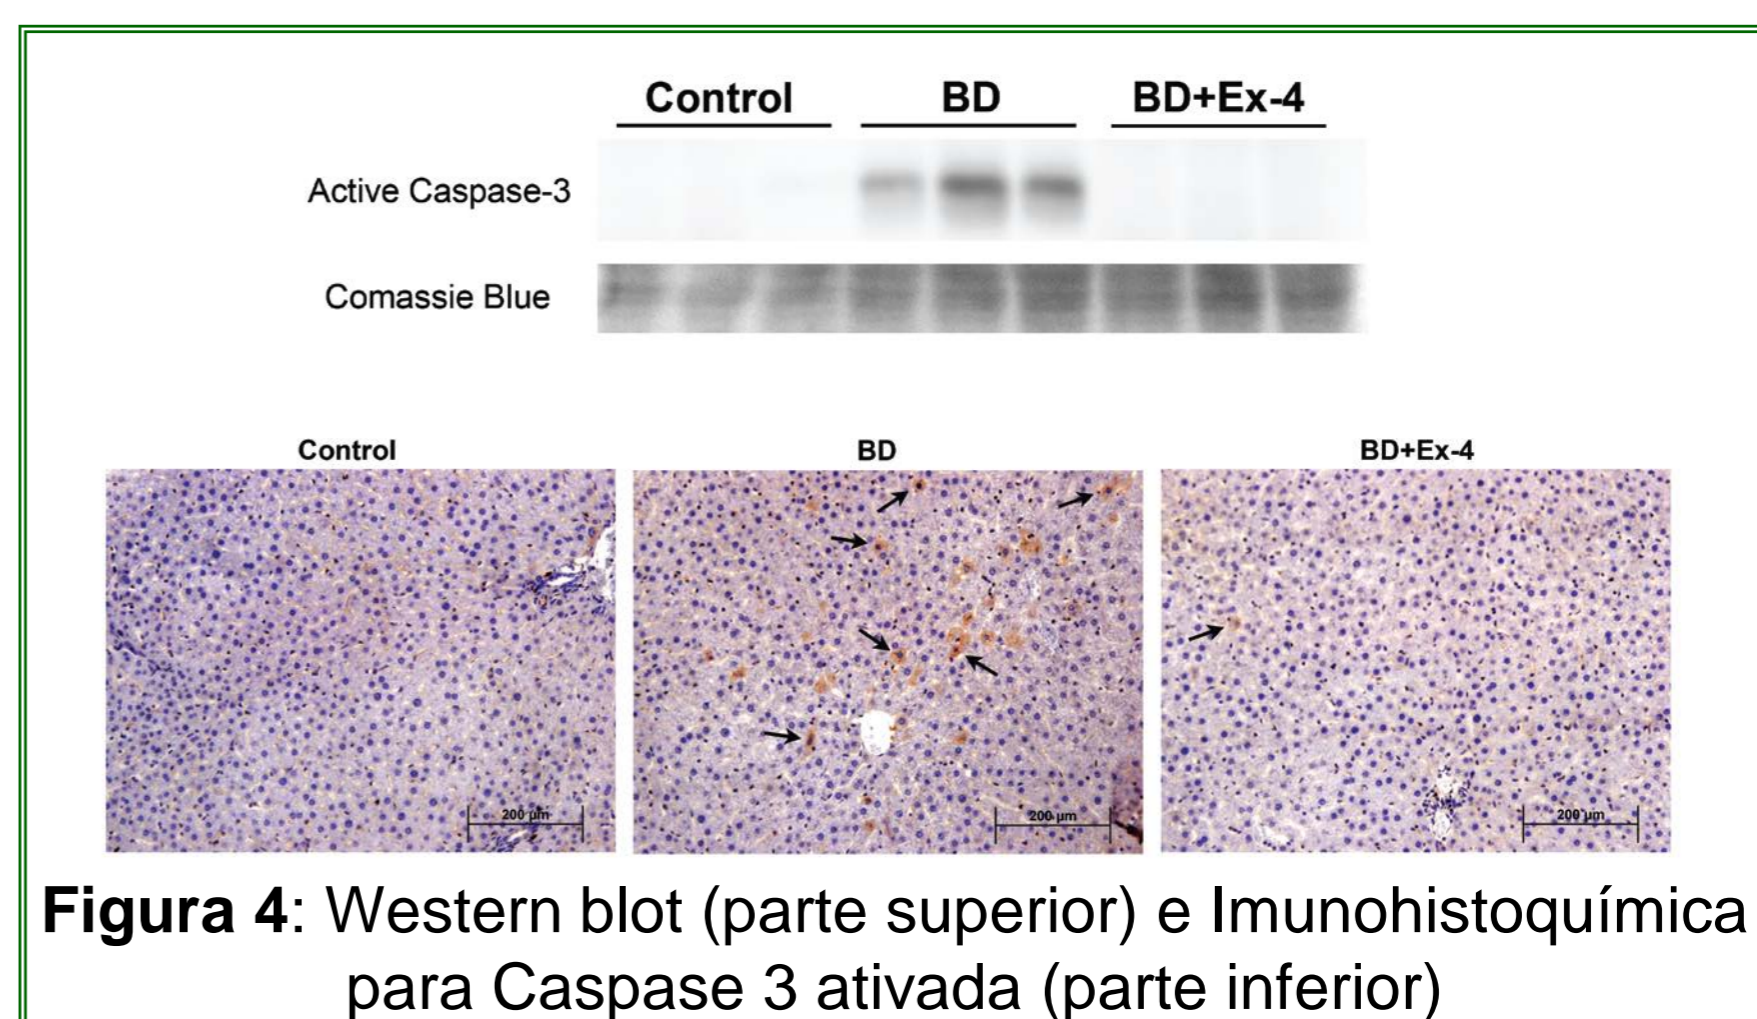 Control BD BD+Ex-4
Active Caspase-3
Comassie Blue
Control BD BD+Ex-4
200 µm 200 µm 200 µm
Figura 4: Western blot (parte superior) e Imunohistoquímica
para Caspase 3 ativada (parte inferior)